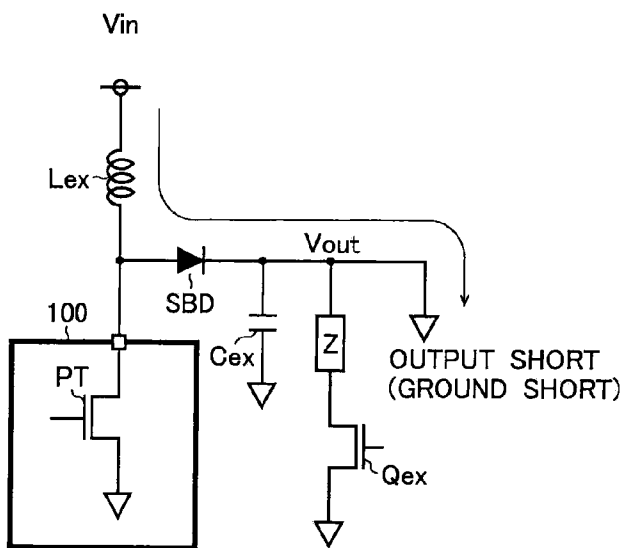 Vin
Lex
Vout
SBD
100
PT
Cex
Z
OUTPUT SHORT
(GROUND SHORT)
Qex